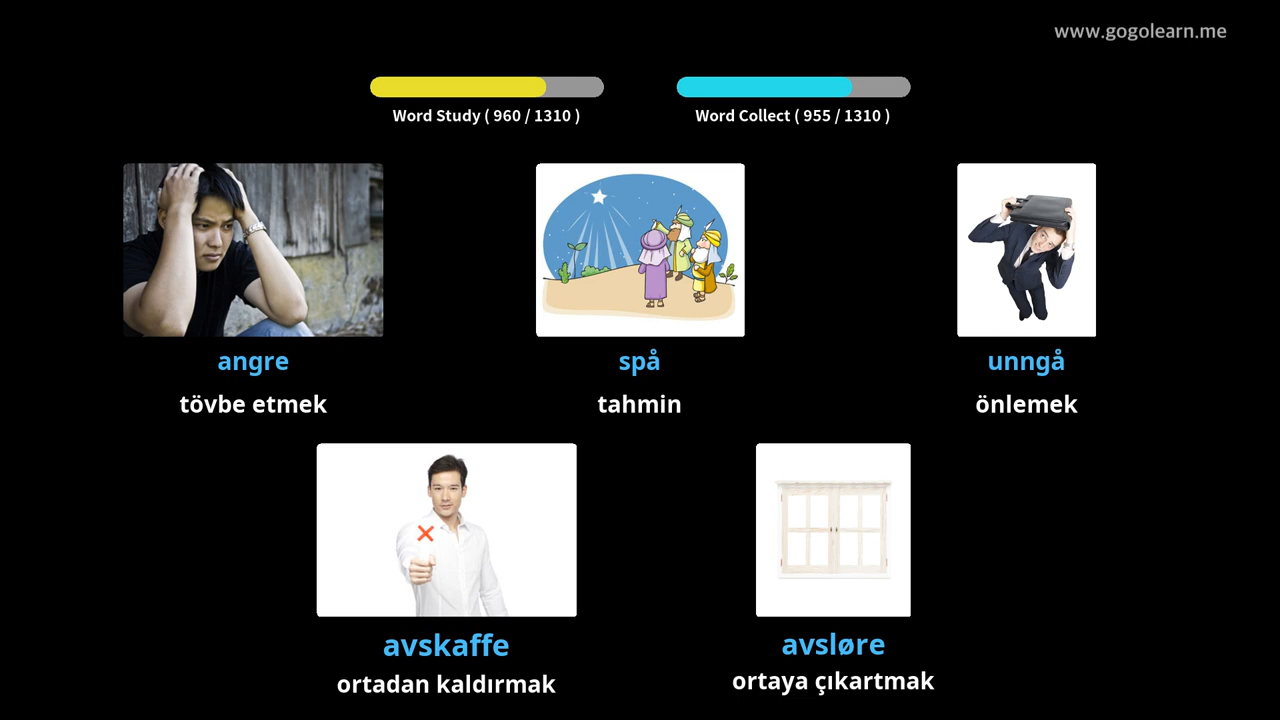 www.gogolearn.me
Word Study ( 960 / 1310 )
Word Collect ( 955 / 1310 )
angre
spå
unngå
tövbe etmek
tahmin
önlemek
avskaffe
avsløre
ortadan kaldırmak
ortaya çıkartmak